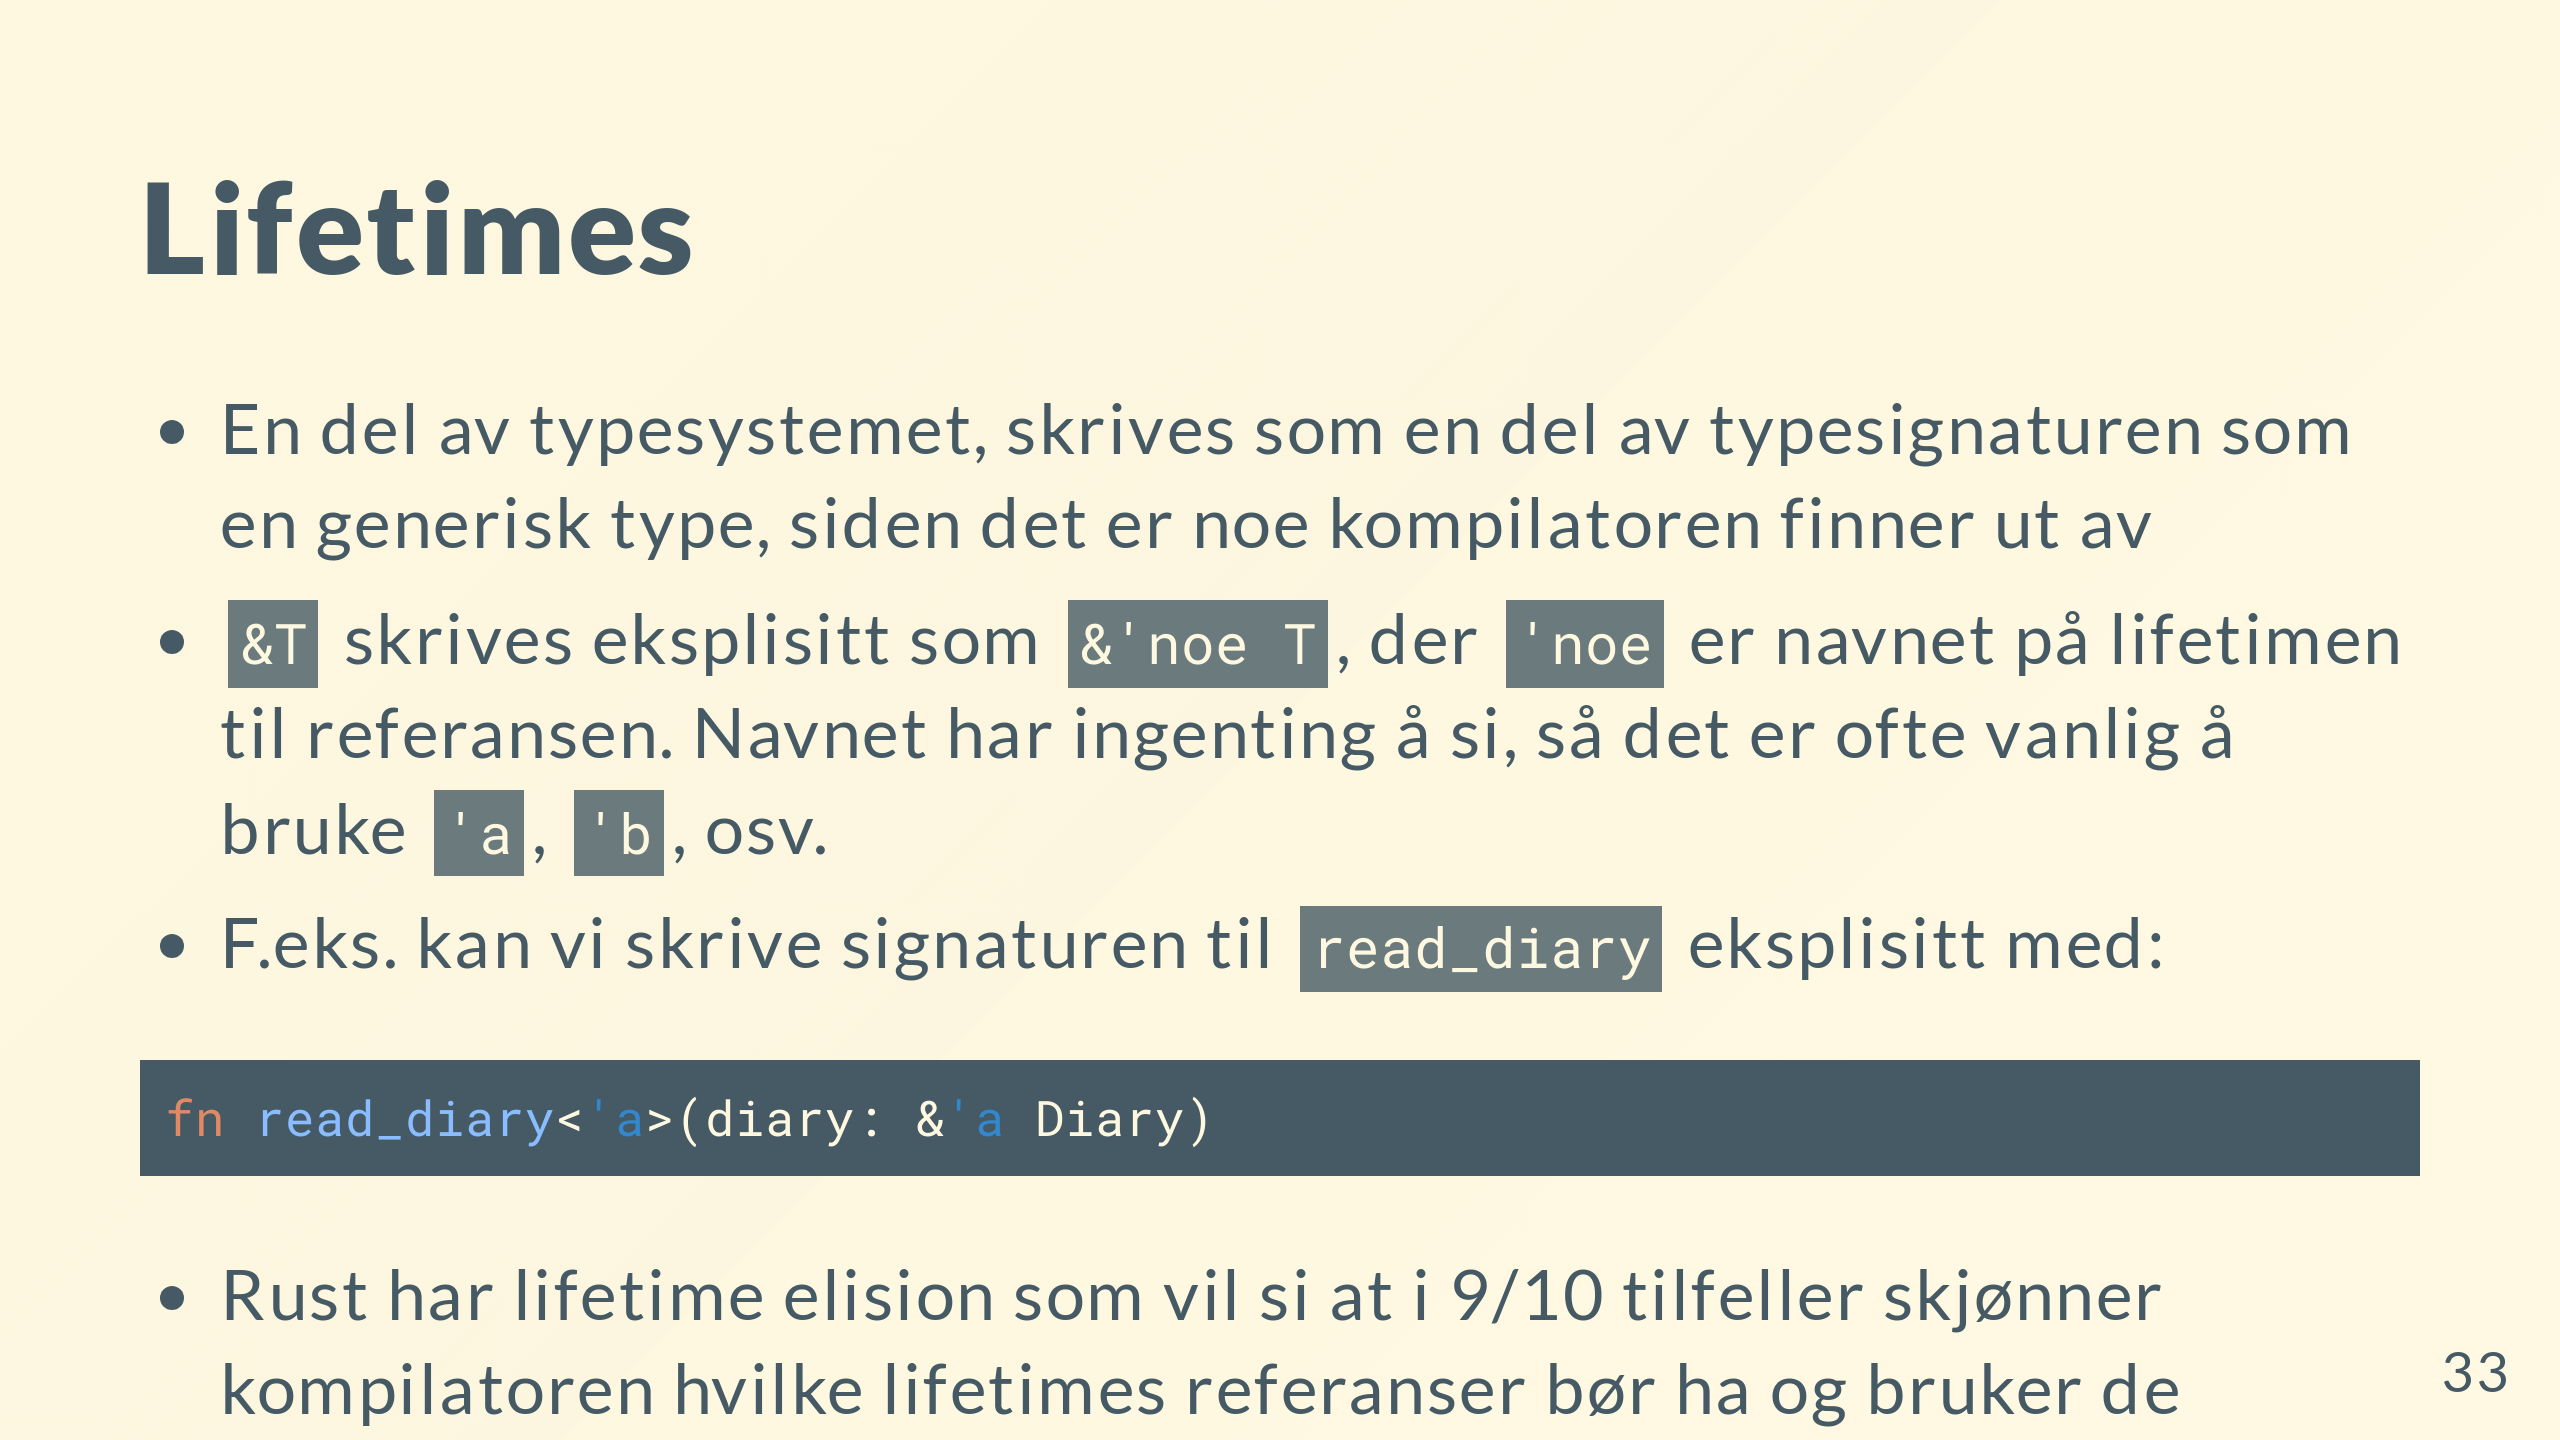 Lifetimes
• En del av typesystemet, skrives som en del av typesignaturen som
en generisk type, siden det er noe kompilatoren finner ut av
• &T skrives eksplisitt som &'noe T, der 'noe er navnet på lifetimen
til referansen. Navnet har ingenting å si, så det er ofte vanlig å
bruke 'a, 'b, osv.
• F.eks. kan vi skrive signaturen til read_diary eksplisitt med:
fn read_diary<'a>(diary: &'a Diary)
• Rust har lifetime elision som vil si at i 9/10 tilfeller skjønner
kompilatoren hvilke lifetimes referanser bør ha og bruker de
33